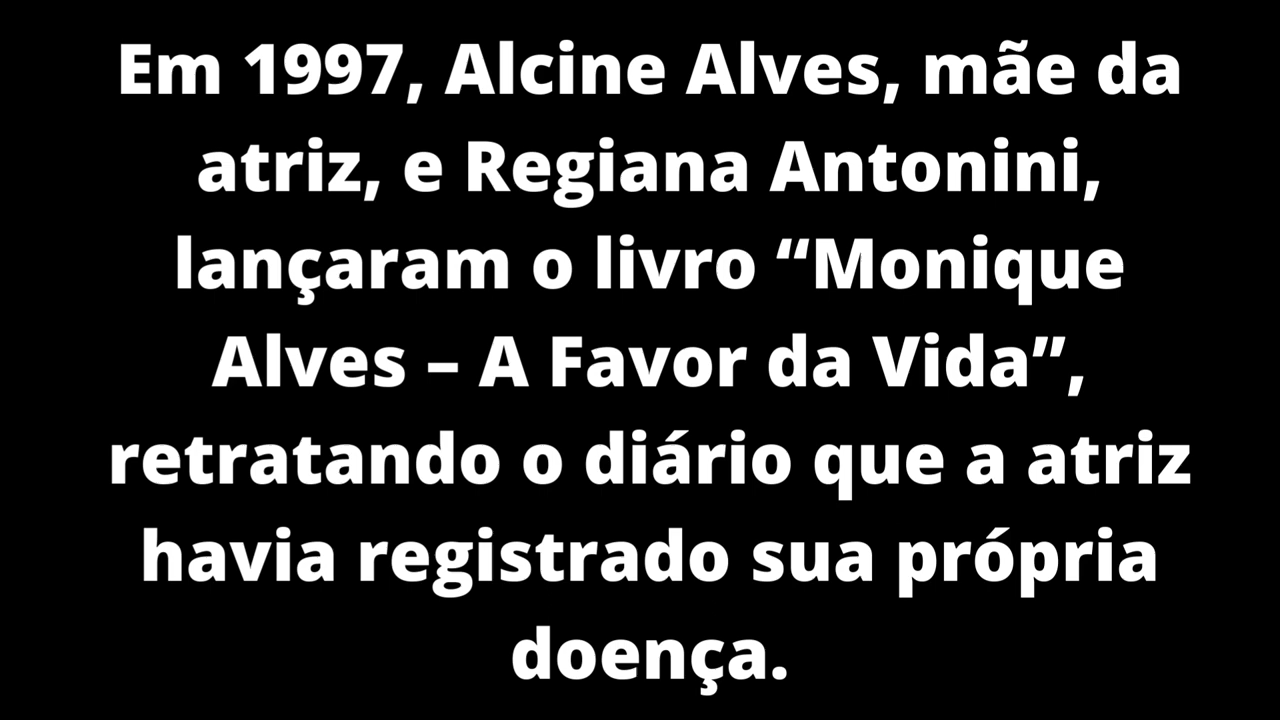 Em 1997, Alcine Alves, mãe da
atriz, e Regiana Antonini,
lançaram o livro “Monique
Alves – A Favor da Vida”,
retratando o diário que a atriz
havia registrado sua própria
doença.